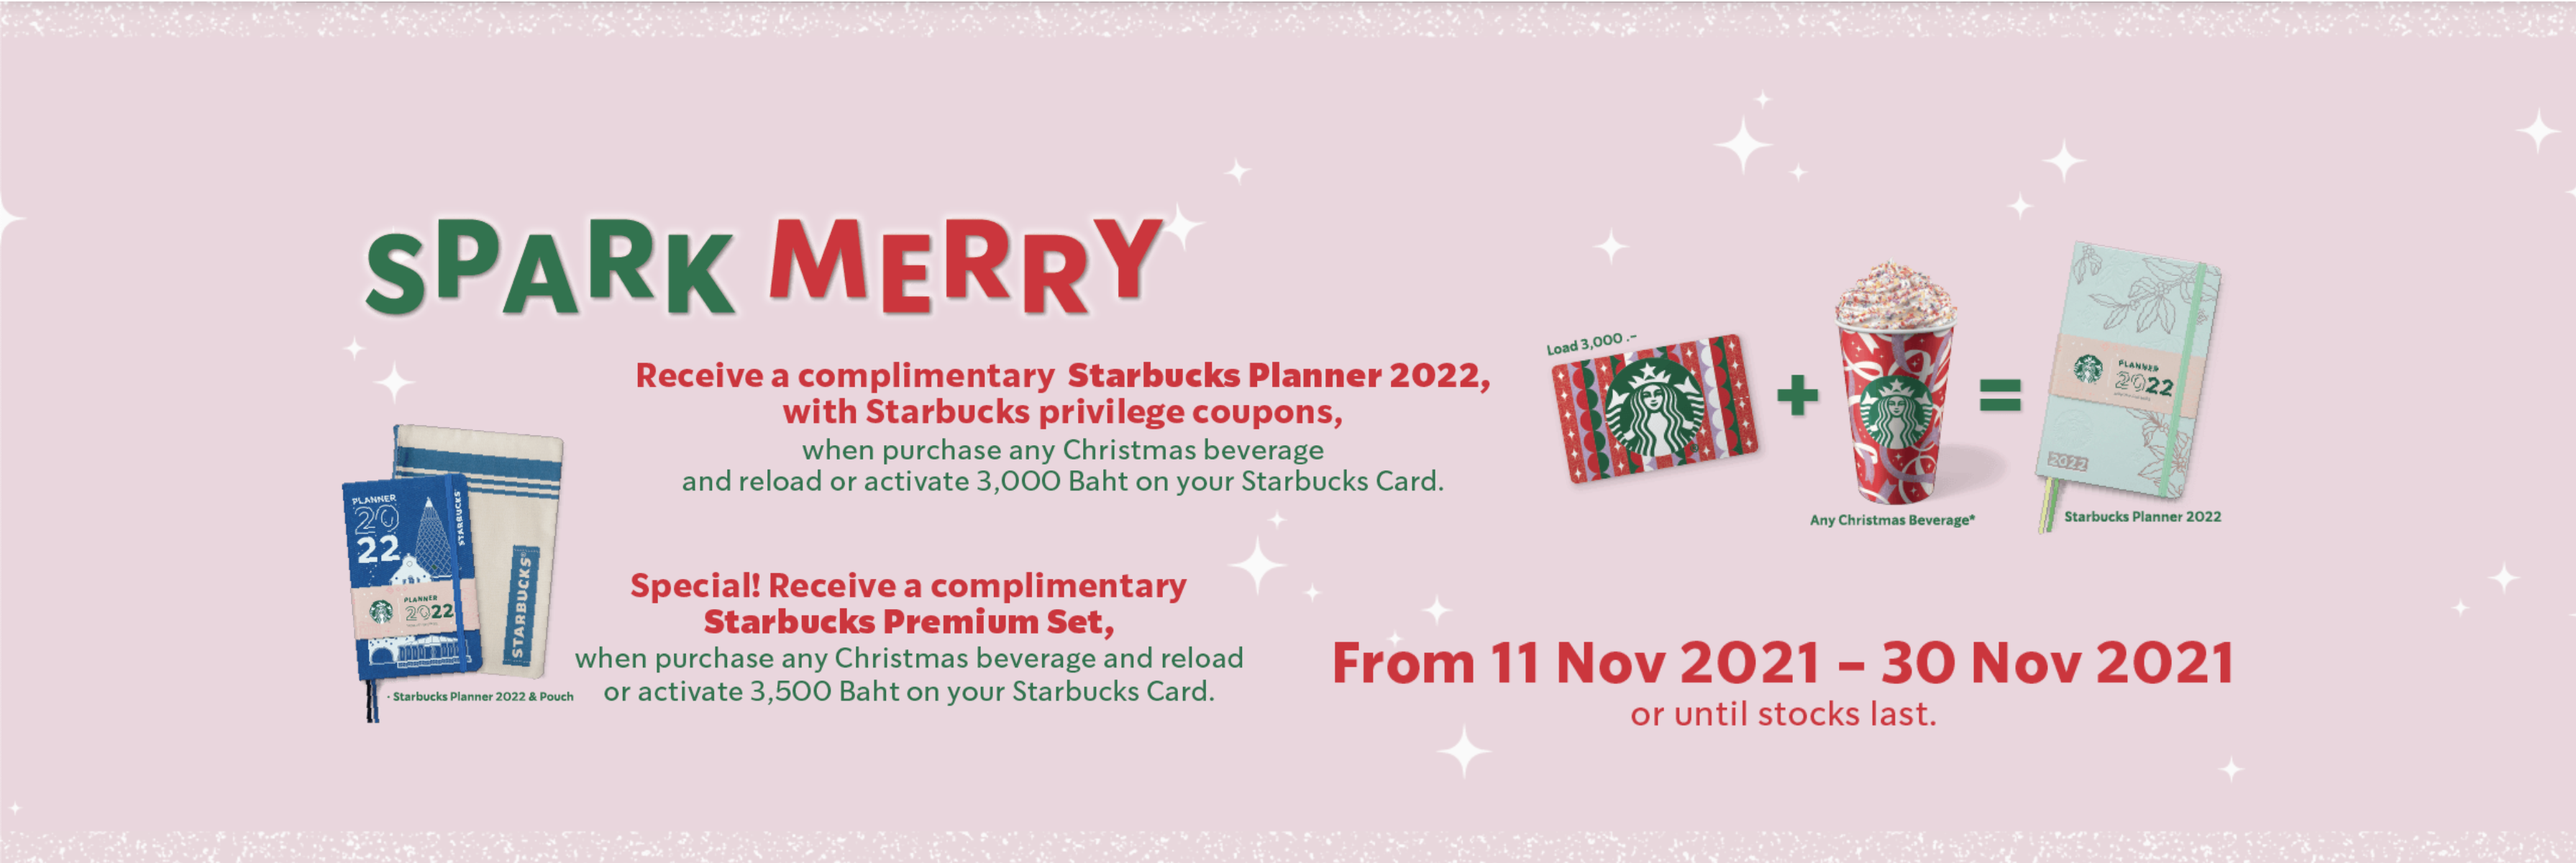 SPARK MERRY
Receive a complimentary Starbucks Planner 2022,
with Starbucks privilege coupons,
when purchase any Christmas beverage
and reload or activate 3,000 Baht on your Starbucks Card.
Load 3,000 .-
+
=
PLANNER
2022
2022
Any Christmas Beverage*
Starbucks Planner 2022
PLANNER
20
22
STARBUCKS
PLANNER
2022
STARBUCKS®
· Starbucks Planner 2022 & Pouch
Special! Receive a complimentary
Starbucks Premium Set,
when purchase any Christmas beverage and reload
or activate 3,500 Baht on your Starbucks Card.
From 11 Nov 2021 – 30 Nov 2021
or until stocks last.